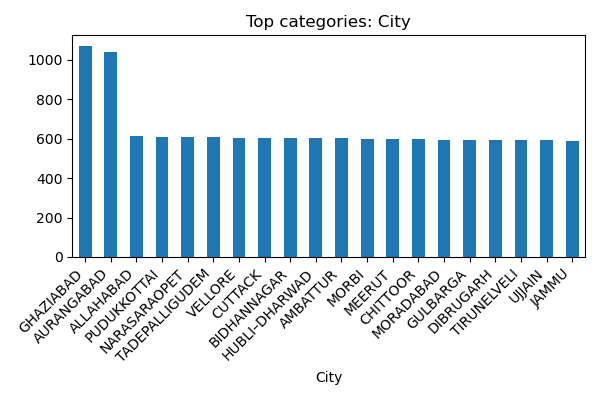 Top categories: City
1000
800
600
400
200
0
GHAZIABAD
AURANGABAD
ALLAHABAD
PUDUKKOTTAI
NARASARAOPET
TADEPALLIGUDEM
VELLORE
CUTTACK
BIDHANNAGAR
HUBLI–DHARWAD
AMBATTUR
MORBI
MEERUT
CHITTOOR
MORADABAD
GULBARGA
DIBRUGARH
TIRUNELVELI
UJJAIN
JAMMU
City